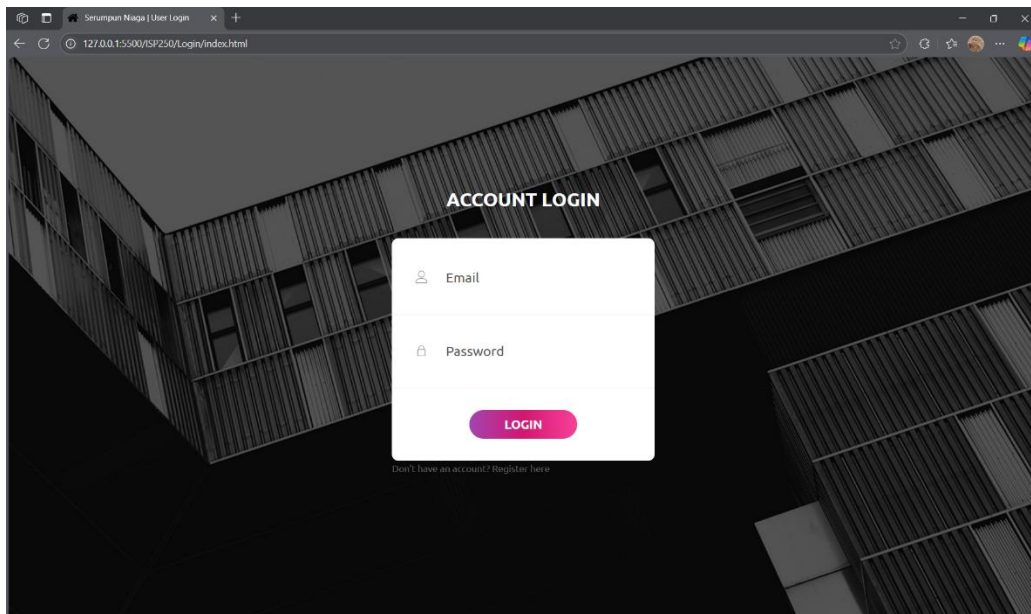 Serumpun Niaga | User Login
127.0.0.1:5500/ISP250/Login/index.html
ACCOUNT LOGIN
Email
Password
LOGIN
Don't have an account? Register here